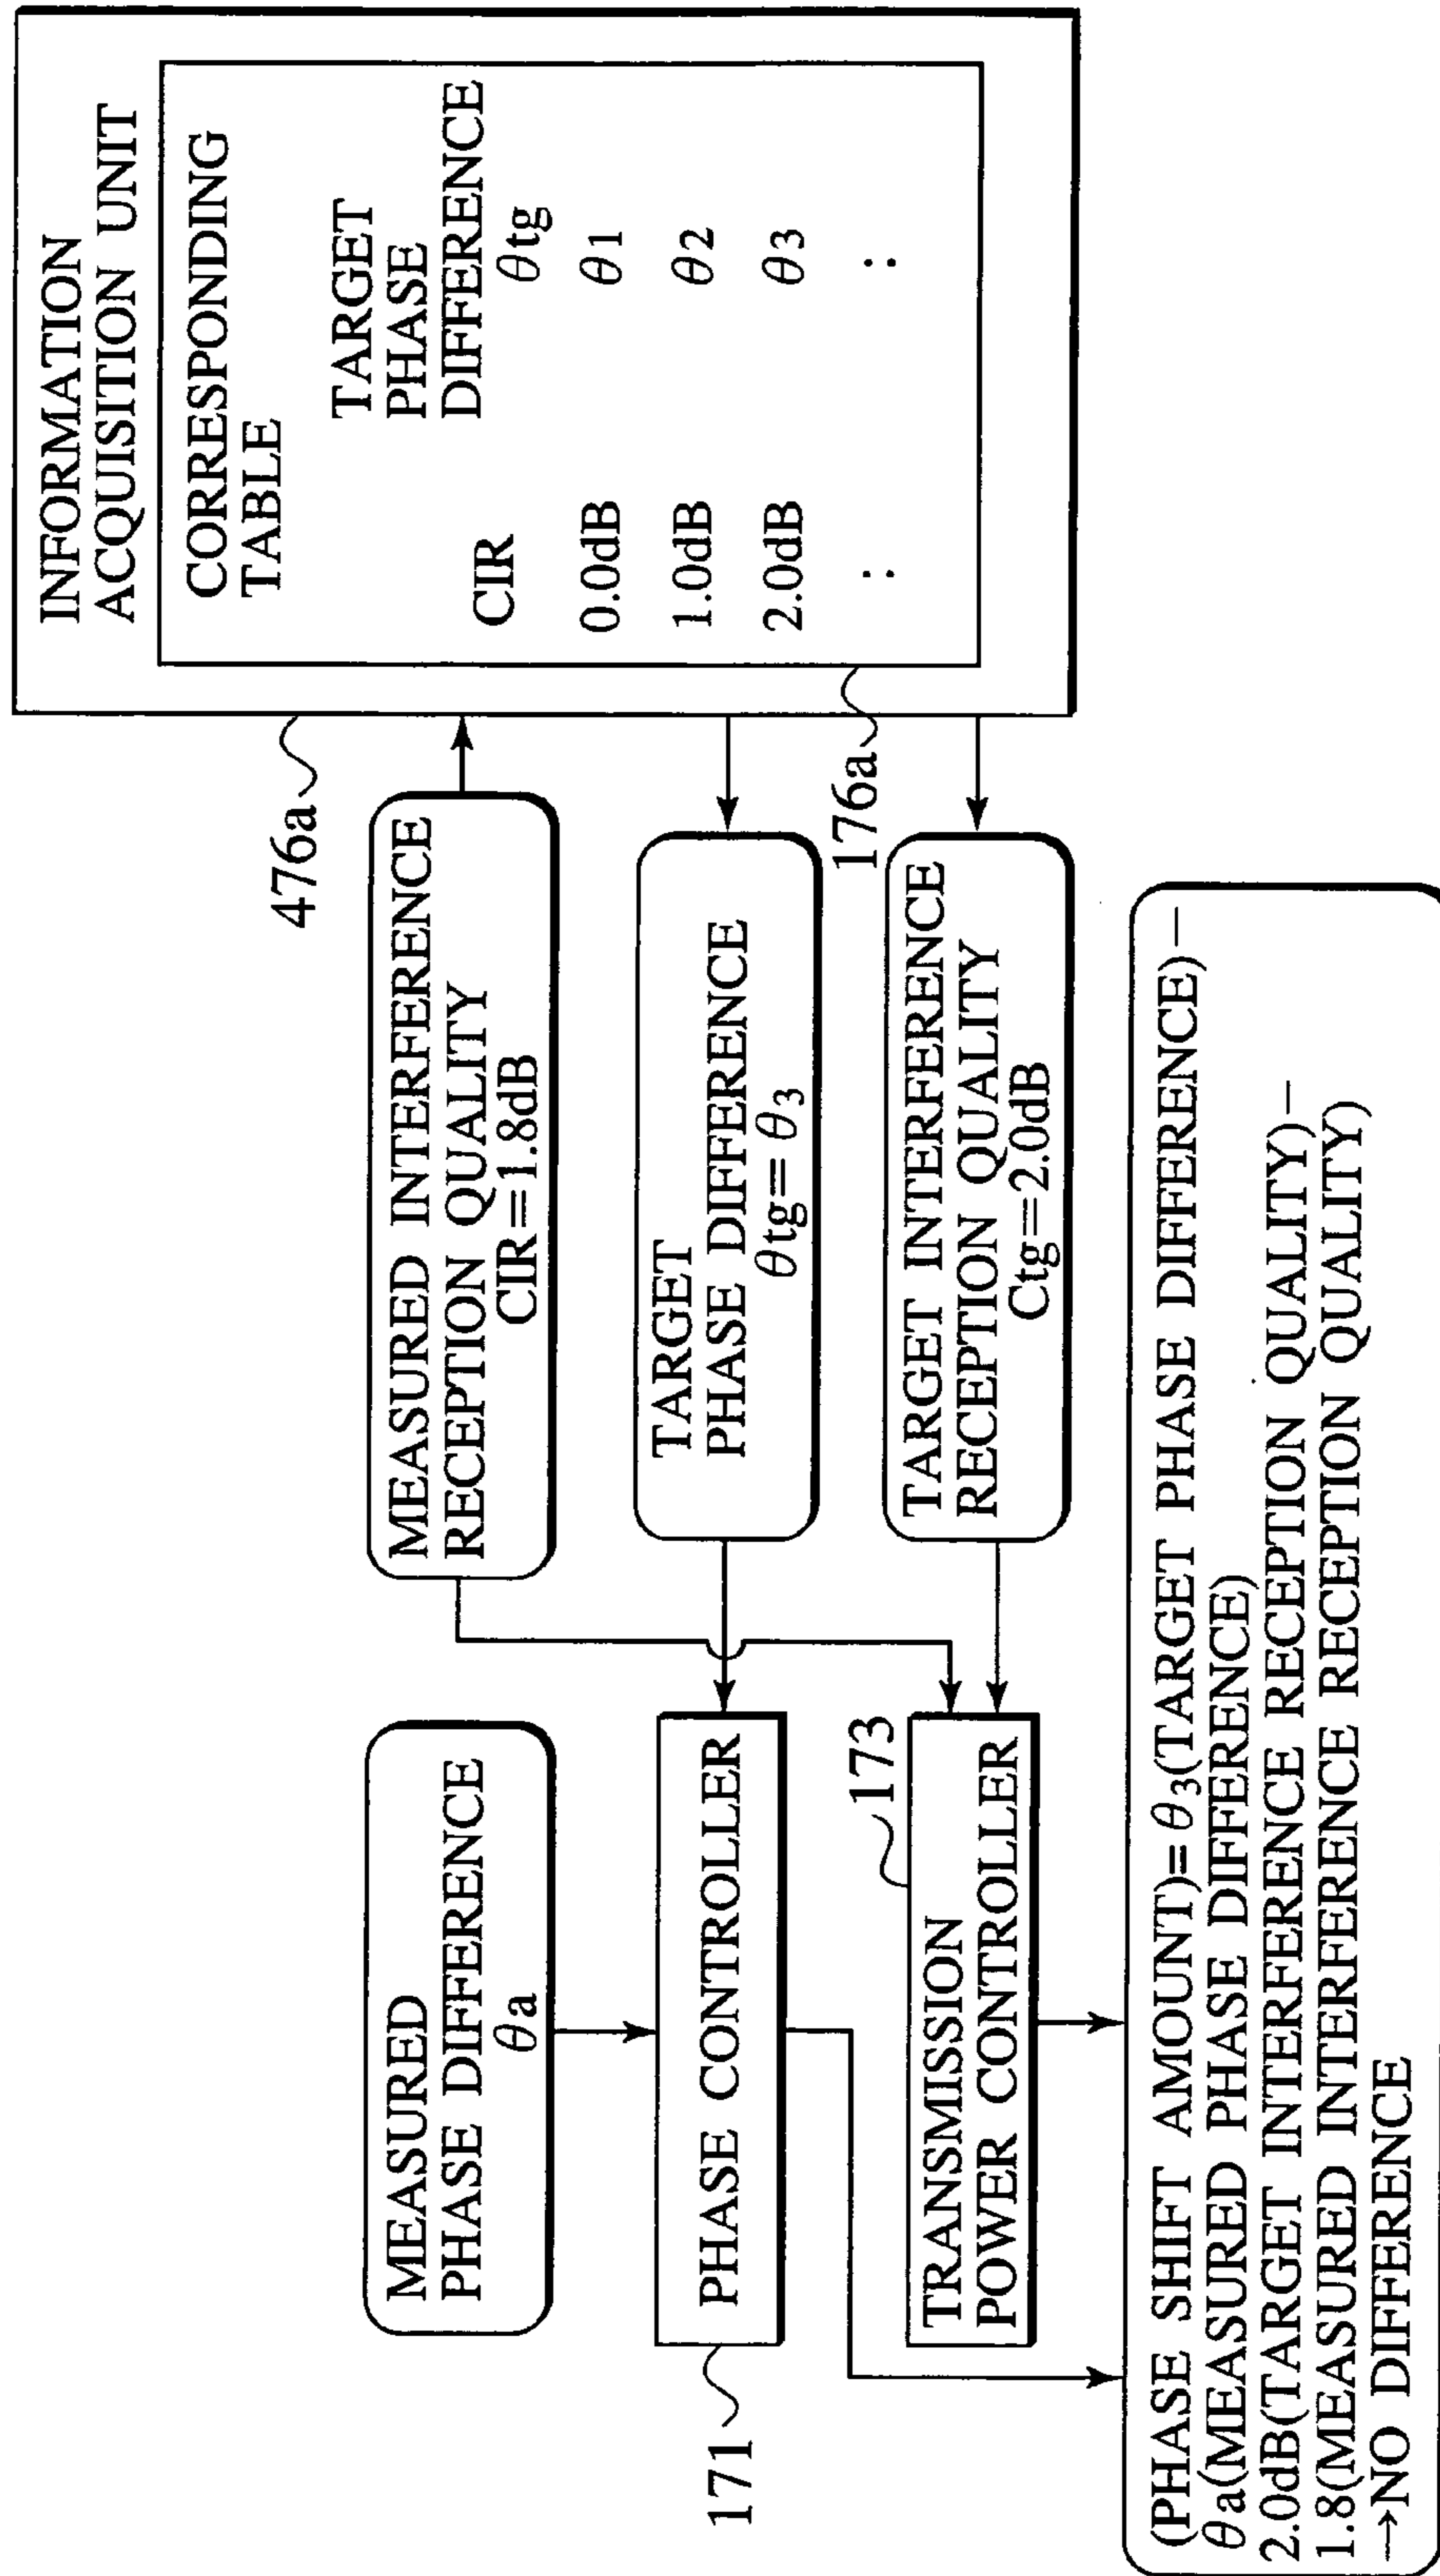 INFORMATION
ACQUISITION UNIT
CORRESPONDING
TABLE
TARGET
PHASE
DIFFERENCE
CIR θtg
0.0dB θ1
1.0dB θ2
2.0dB θ3
: :
476a
176a
MEASURED INTERFERENCE
RECEPTION QUALITY
CIR=1.8dB
TARGET
PHASE DIFFERENCE
θtg=θ3
TARGET INTERFERENCE
RECEPTION QUALITY
Ctg=2.0dB
MEASURED
PHASE DIFFERENCE
θa
PHASE CONTROLLER
171
TRANSMISSION
POWER CONTROLLER
173
(PHASE SHIFT AMOUNT)=θ3(TARGET PHASE DIFFERENCE)−
θa(MEASURED PHASE DIFFERENCE)
2.0dB(TARGET INTERFERENCE RECEPTION QUALITY)−
1.8(MEASURED INTERFERENCE RECEPTION QUALITY)
→NO DIFFERENCE